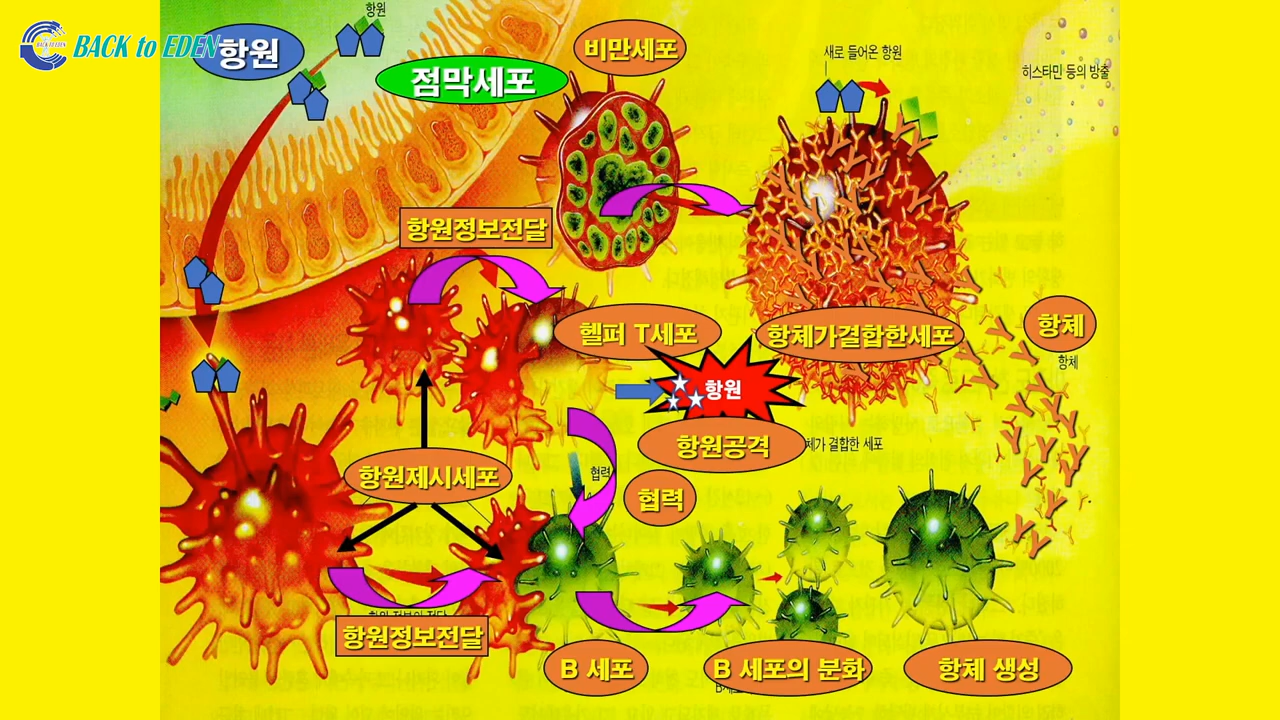 BACK to EDEN
항원
항원
점막세포
비만세포
새로 들어온 항원
히스타민 등의 방출
항원정보전달
헬퍼 T세포
항체가결합한세포
항체
항체
항원
항원공격
체가 결합한 세포
항원제시세포
협력
협력
항원정보전달
B 세포
B 세포의 분화
항체 생성